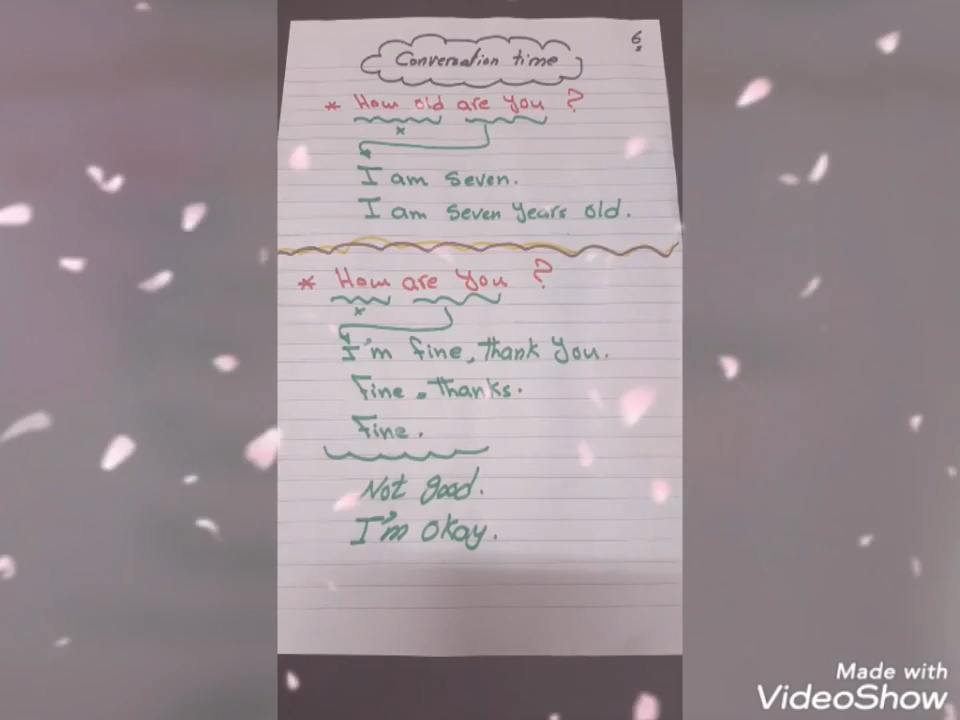 6
Conversation time
* How old are you ?
x
I am seven.
I am seven years old.
* How are you ?
x
I'm fine, thank you.
Fine, thanks.
Fine.
Not good.
I'm okay.
Made with
VideoShow